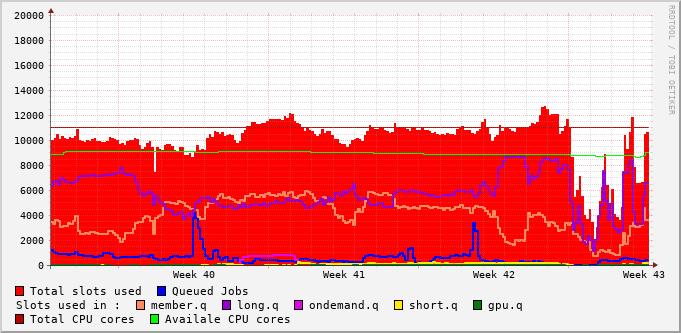 20000
18000
16000
14000
12000
10000
8000
6000
4000
2000
0
Week 40 Week 41 Week 42 Week 43
Total slots used Queued Jobs
Slots used in : member.q long.q ondemand.q short.q gpu.q
Total CPU cores Availale CPU cores
RRDTOOL / TOBI OETIKER